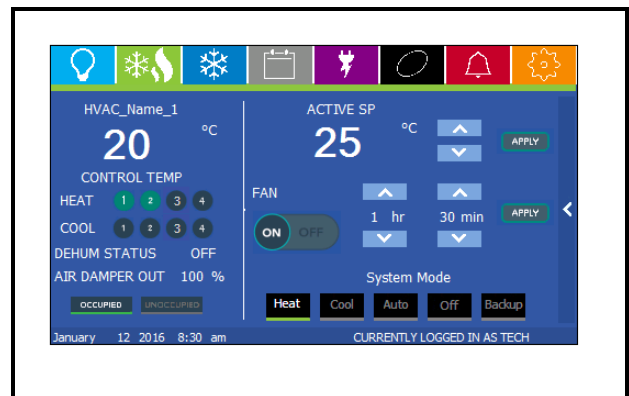 HVAC_Name_1
20 °C
CONTROL TEMP
HEAT 1 2 3 4
COOL 1 2 3 4
DEHUM STATUS OFF
AIR DAMPER OUT 100 %
OCCUPIED UNOCCUPIED
ACTIVE SP
25 °C APPLY
FAN
ON OFF 1 hr 30 min APPLY
System Mode
Heat Cool Auto Off Backup
January 12 2016 8:30 am CURRENTLY LOGGED IN AS TECH